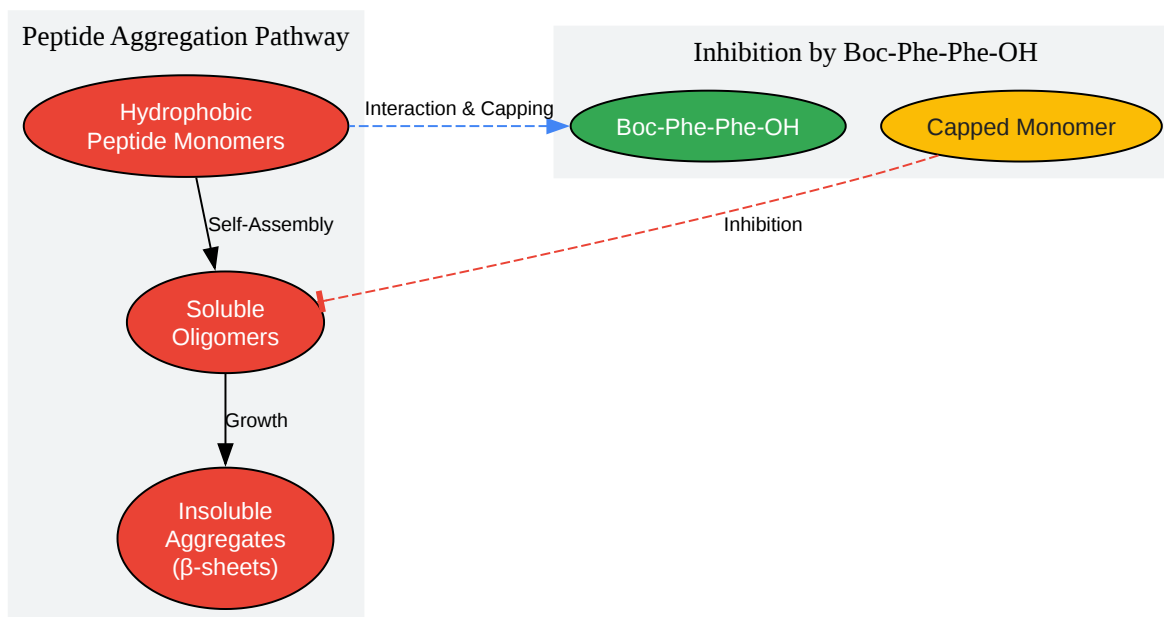 Peptide Aggregation Pathway
Inhibition by Boc-Phe-Phe-OH
Hydrophobic
Peptide Monomers
Interaction & Capping
Boc-Phe-Phe-OH
Capped Monomer
Self-Assembly
Inhibition
Soluble
Oligomers
Growth
Insoluble
Aggregates
(β-sheets)